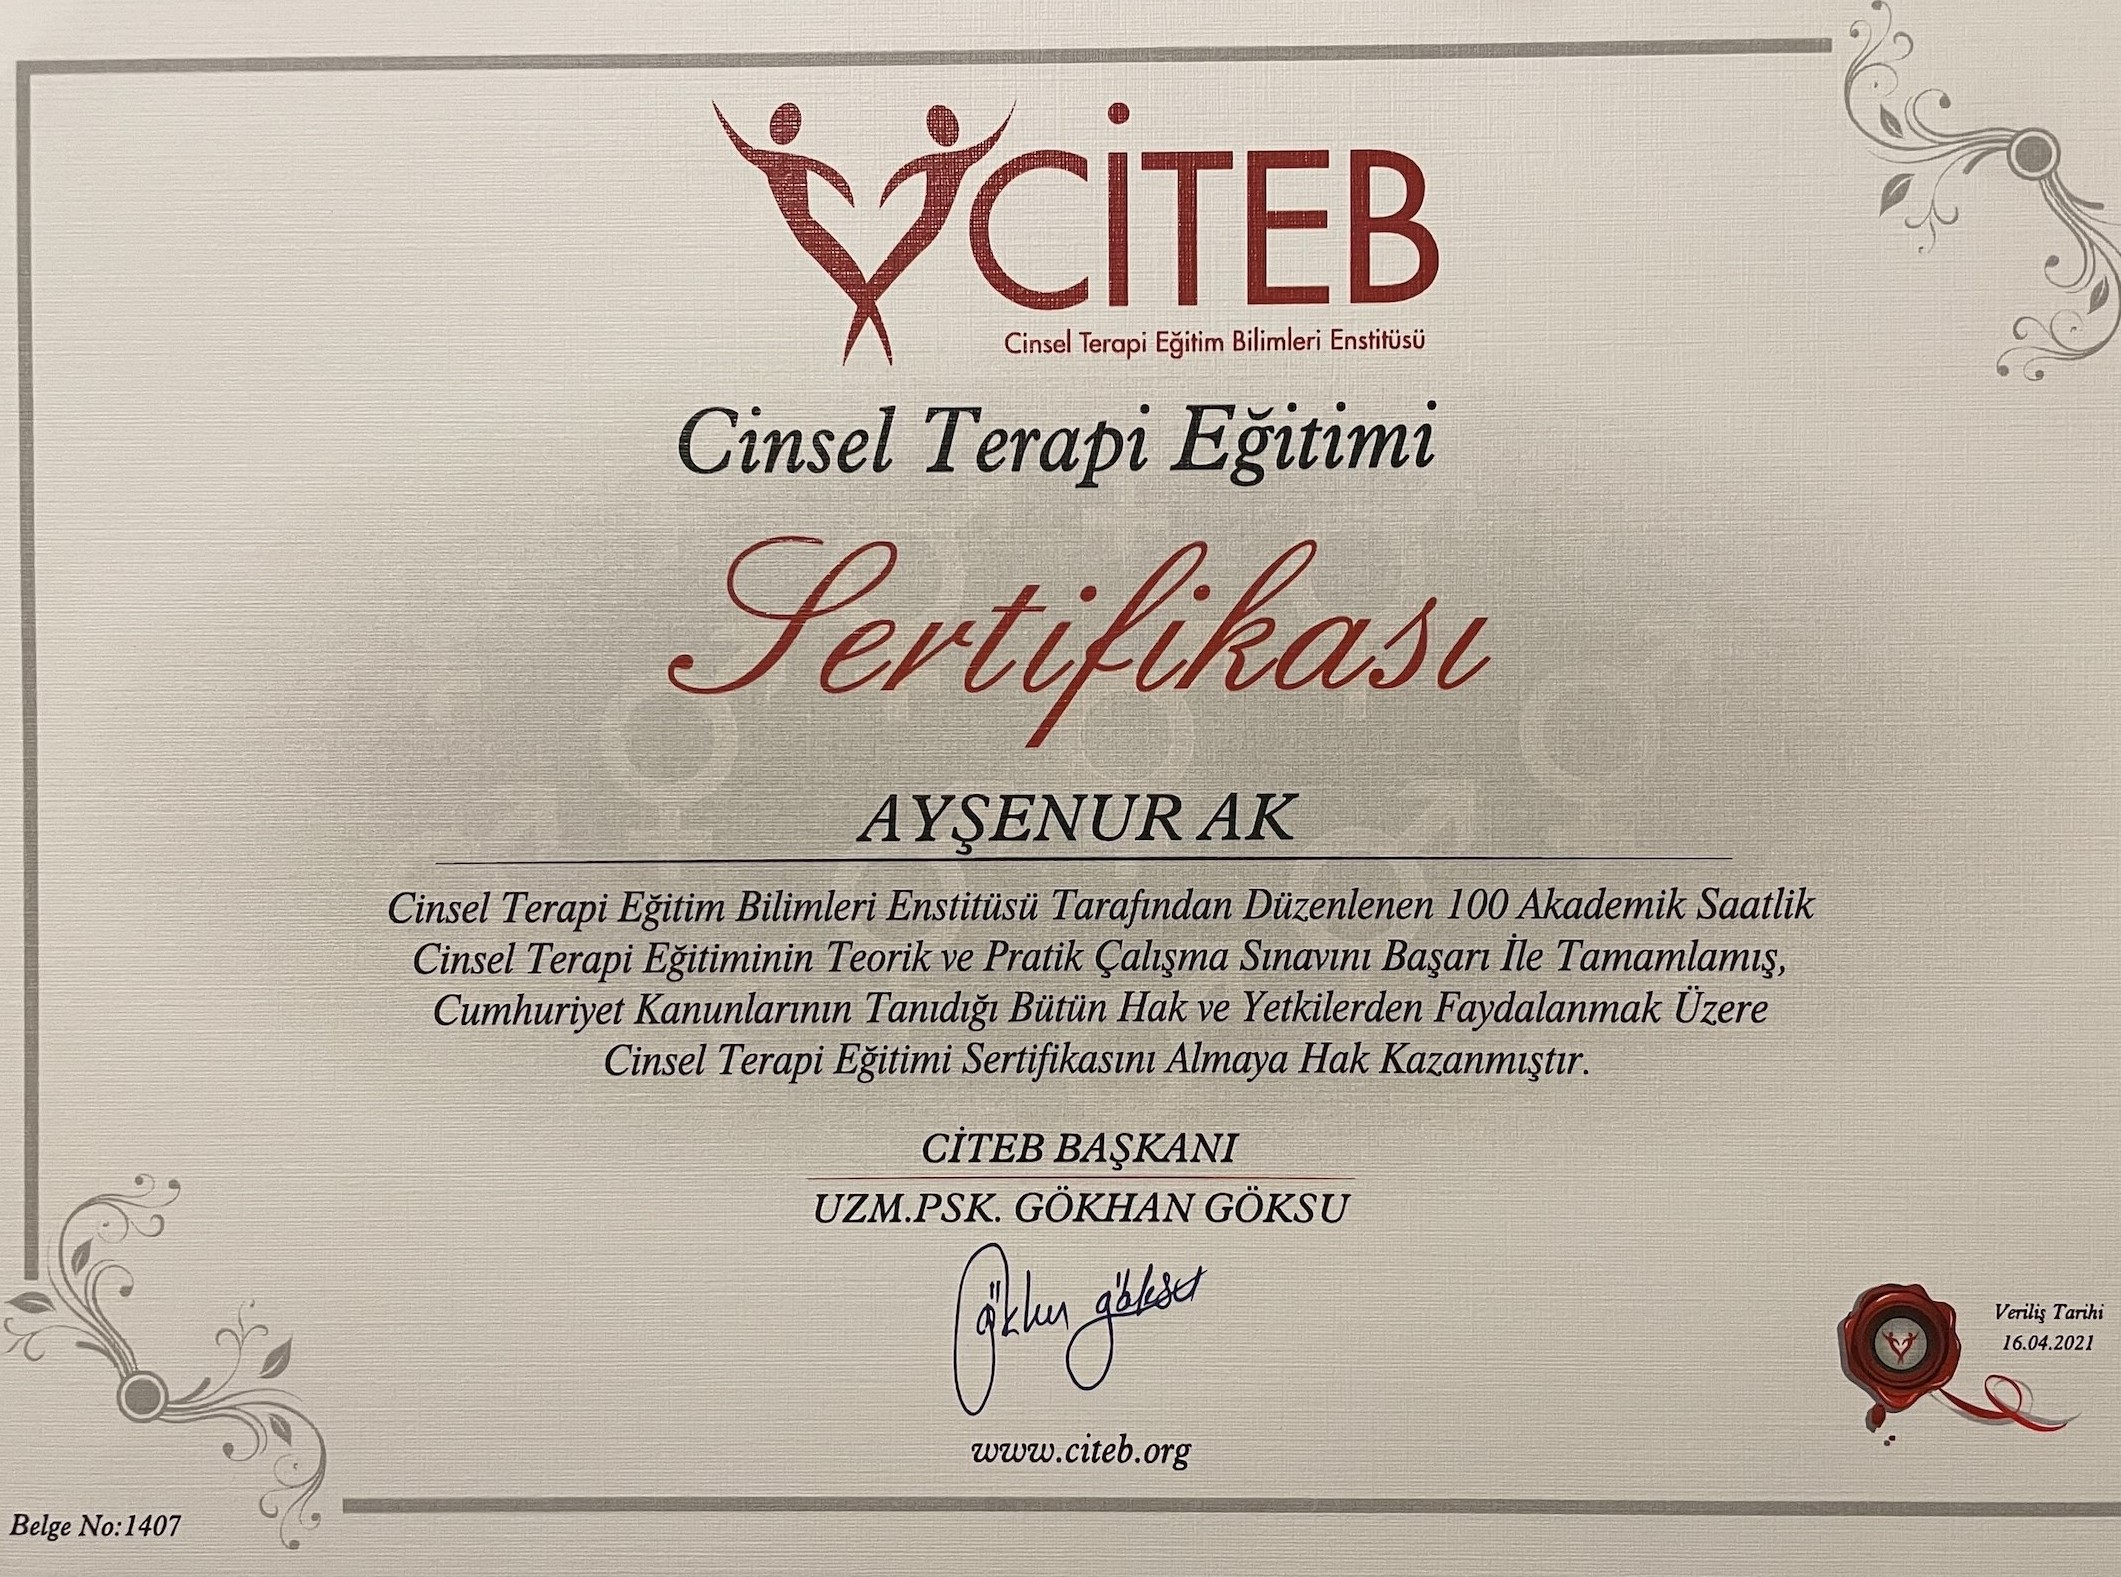 CİTEB
Cinsel Terapi Eğitim Bilimleri Enstitüsü
Cinsel Terapi Eğitimi
Sertifikası
AYŞENUR AK
Cinsel Terapi Eğitim Bilimleri Enstitüsü Tarafından Düzenlenen 100 Akademik Saatlik
Cinsel Terapi Eğitiminin Teorik ve Pratik Çalışma Sınavını Başarı İle Tamamlamış,
Cumhuriyet Kanunlarının Tanıdığı Bütün Hak ve Yetkilerden Faydalanmak Üzere
Cinsel Terapi Eğitimi Sertifikasını Almaya Hak Kazanmıştır.
CİTEB BAŞKANI
UZM.PSK. GÖKHAN GÖKSU
Gökhan Göksu
www.citeb.org
Veriliş Tarihi
16.04.2021
Belge No:1407